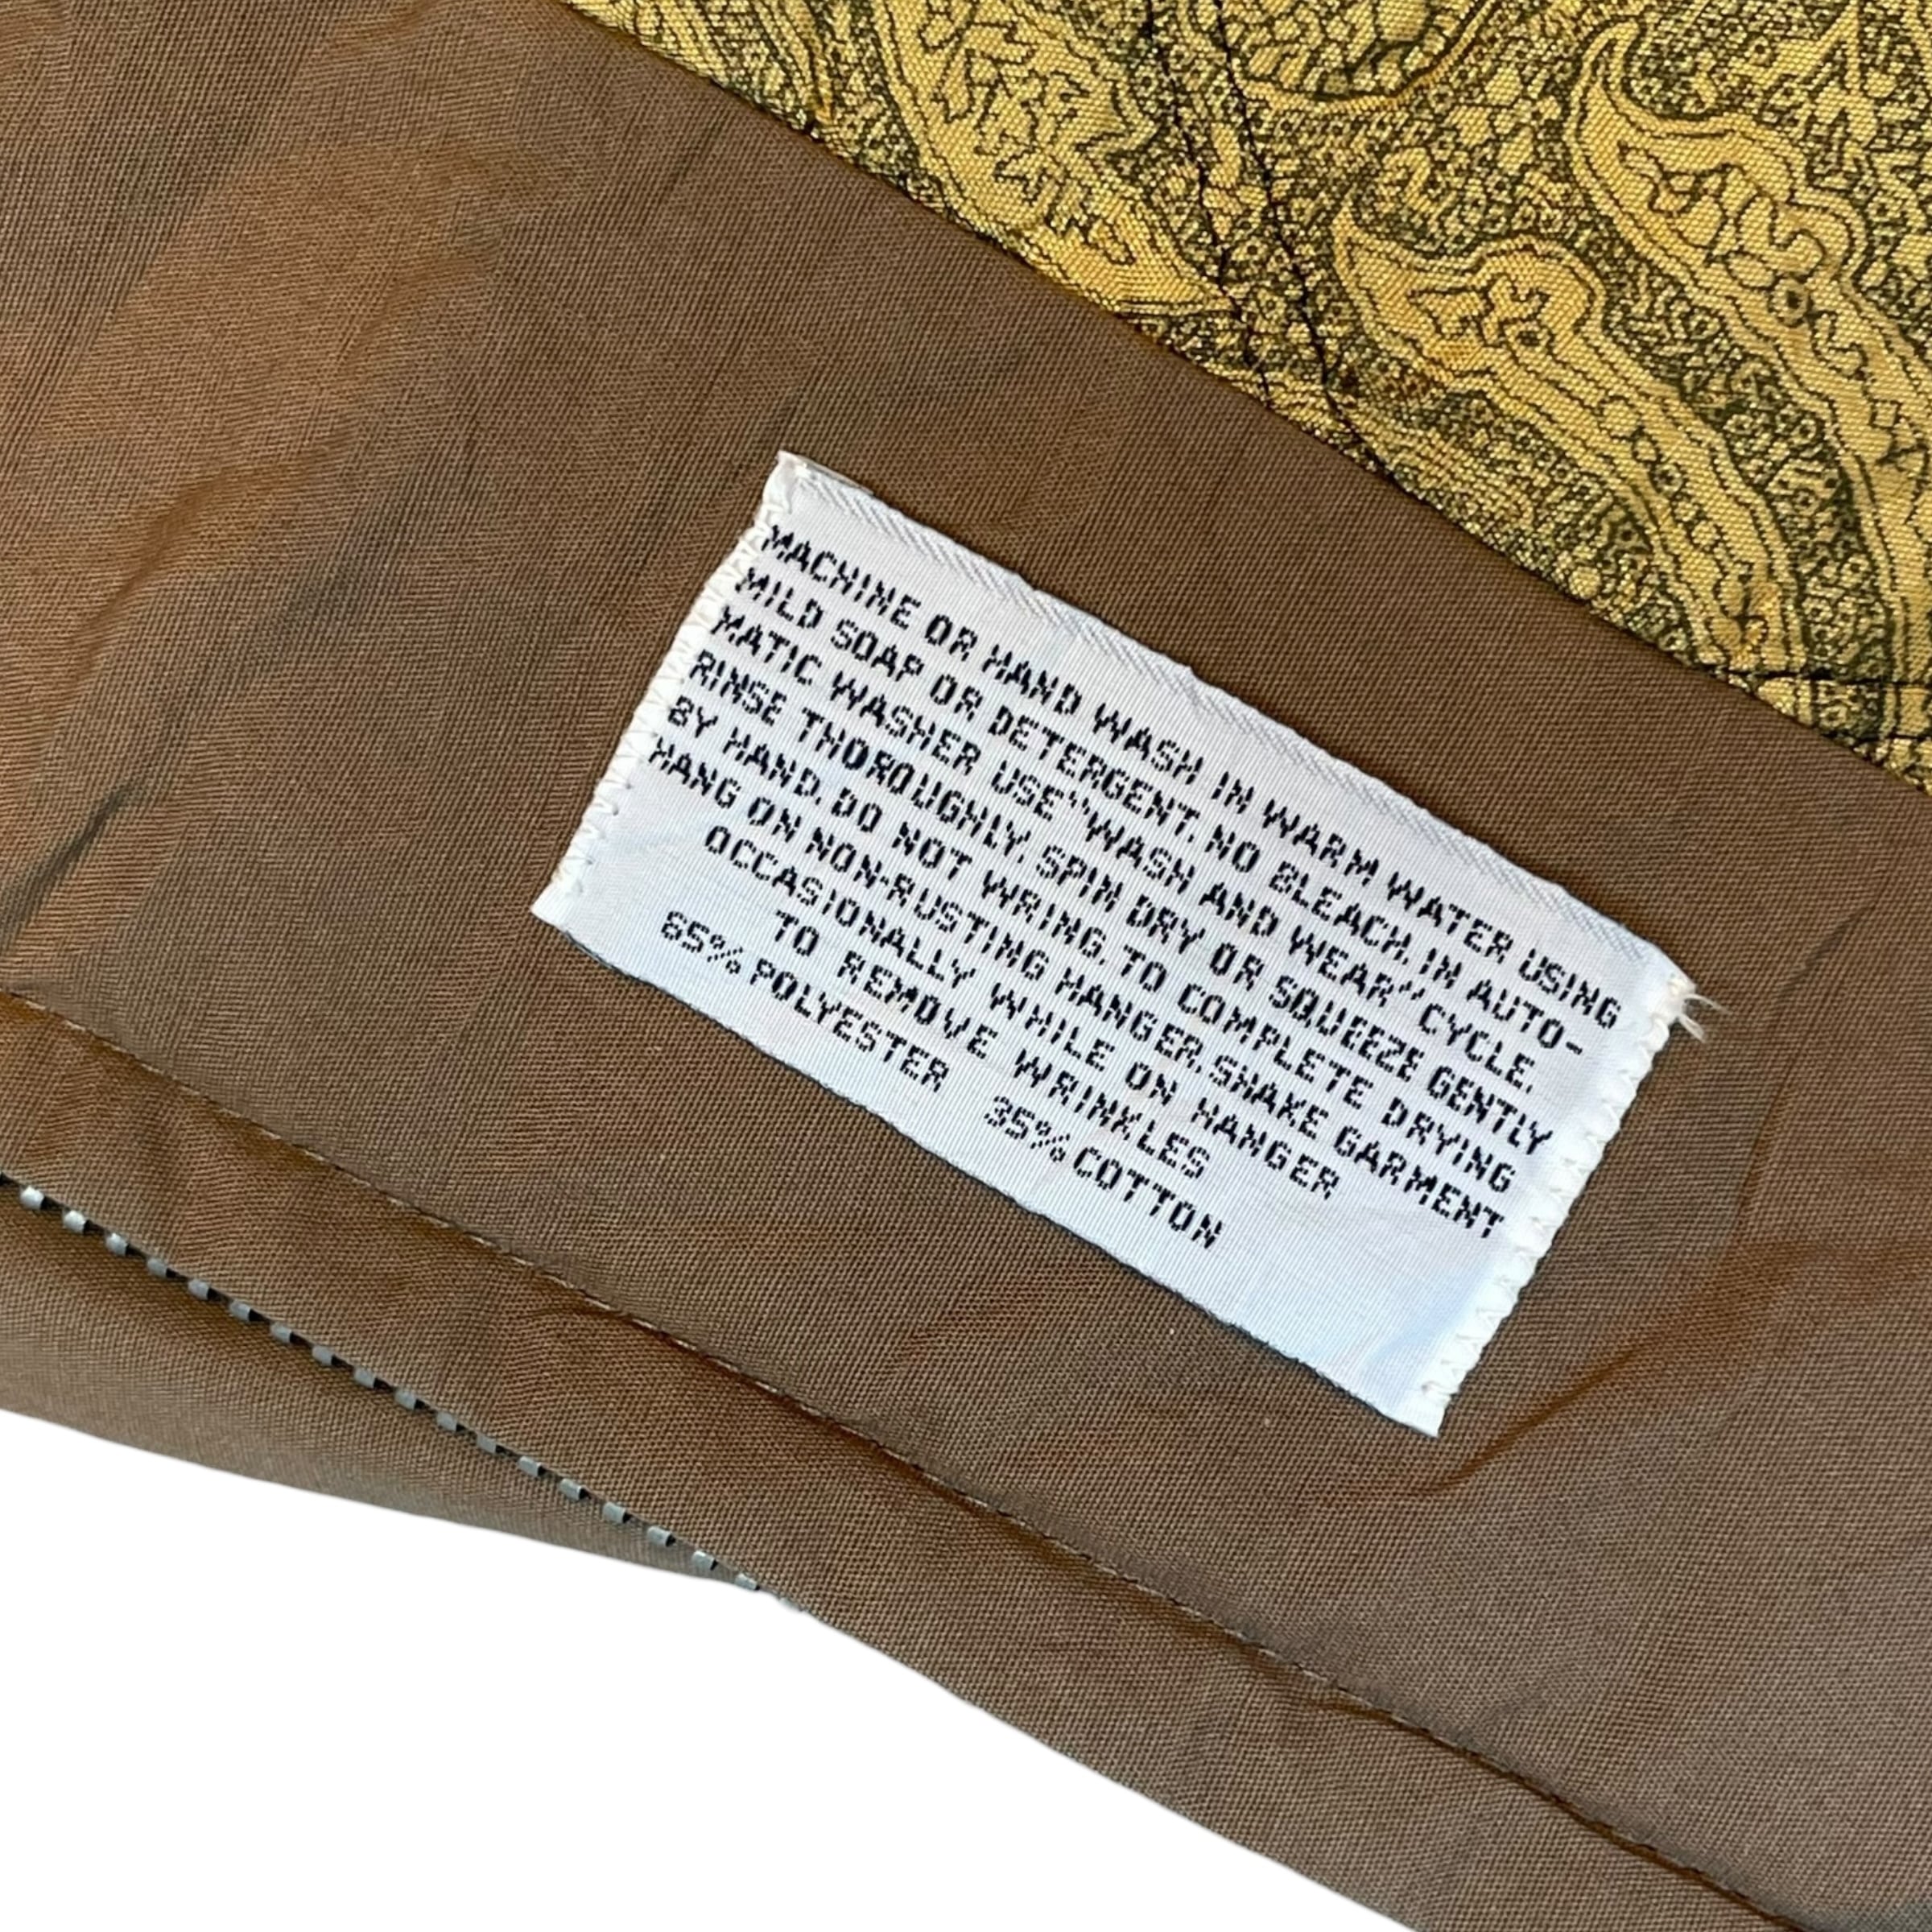 MACHINE OR HAND WASH IN WARM WATER USING
MILD SOAP OR DETERGENT. NO BLEACH. IN AUTO-
MATIC WASHER USE "WASH AND WEAR" CYCLE.
RINSE THOROUGHLY. SPIN DRY OR SQUEEZE GENTLY
BY HAND. DO NOT WRING. TO COMPLETE DRYING
HANG ON NON-RUSTING HANGER. SHAKE GARMENT
OCCASIONALLY WHILE ON HANGER
TO REMOVE WRINKLES
65% POLYESTER 35% COTTON